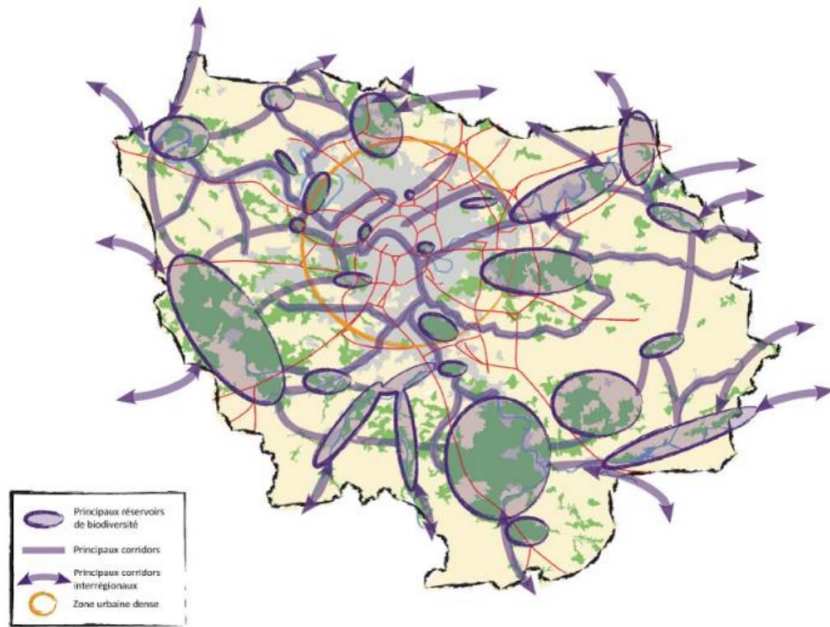 Principaux réservoirs
de biodiversité
Principaux corridors
Principaux corridors
interrégionaux
Zone urbaine dense